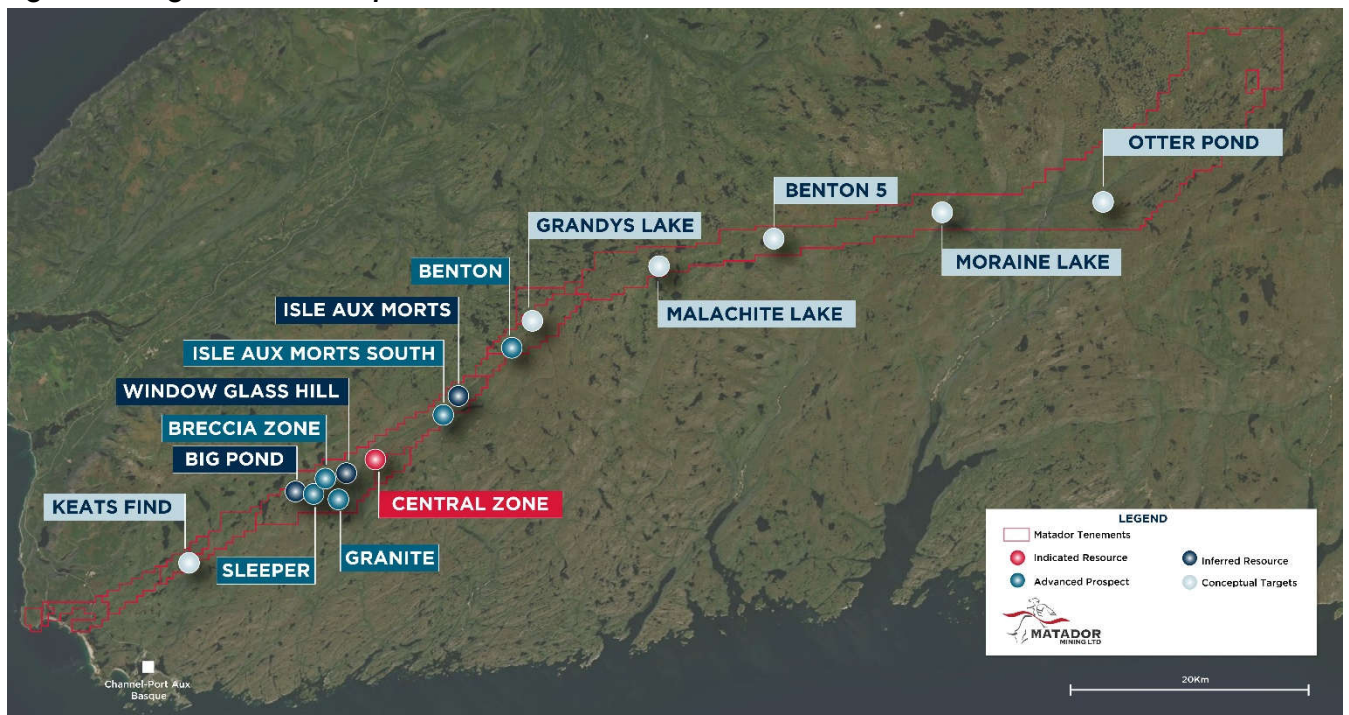 OTTER POND
BENTON 5
GRANDYS LAKE
MORAINE LAKE
BENTON
MALACHITE LAKE
ISLE AUX MORTS
ISLE AUX MORTS SOUTH
WINDOW GLASS HILL
BRECCIA ZONE
BIG POND
CENTRAL ZONE
KEATS FIND
GRANITE
SLEEPER
LEGEND
Matador Tenements
Indicated Resource
Inferred Resource
Advanced Prospect
Conceptual Targets
MATADOR
MINING LTD
Channel-Port Aux
Basque
20Km